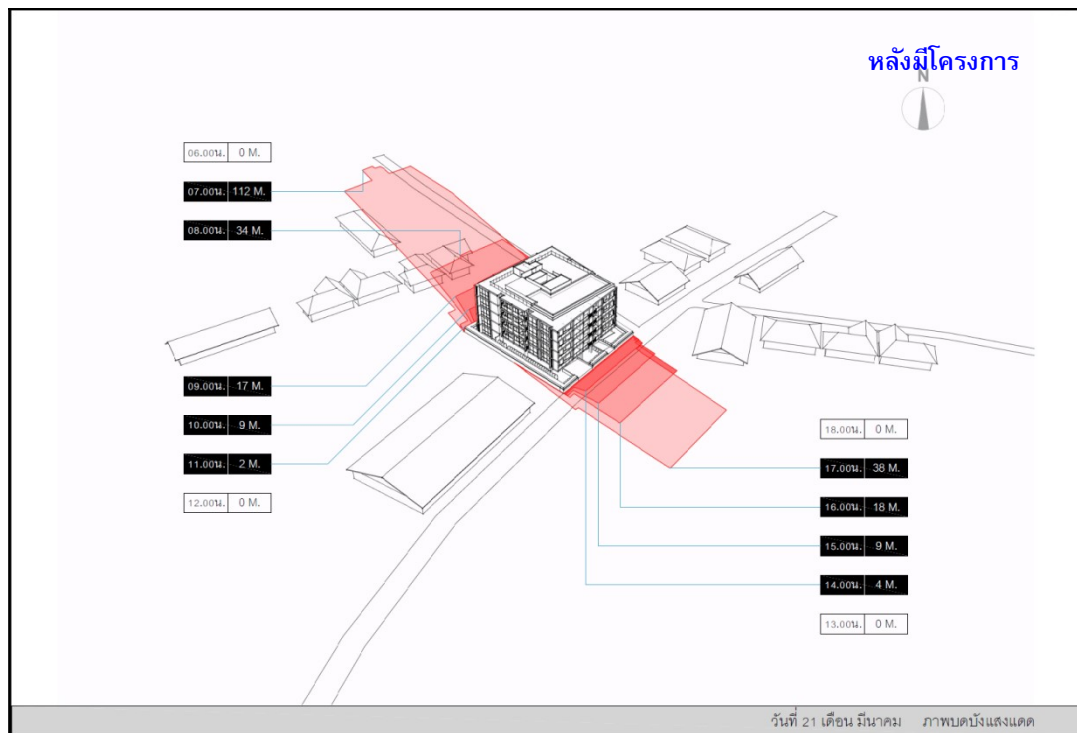 หลังมีโครงการ
N
06.00น. 0 M.
07.00น. 112 M.
08.00น. 34 M.
09.00น. 17 M.
10.00น. 9 M.
11.00น. 2 M.
12.00น. 0 M.
18.00น. 0 M.
17.00น. 38 M.
16.00น. 18 M.
15.00น. 9 M.
14.00น. 4 M.
13.00น. 0 M.
วันที่ 21 เดือน มีนาคม ภาพบดบังแสงแดด